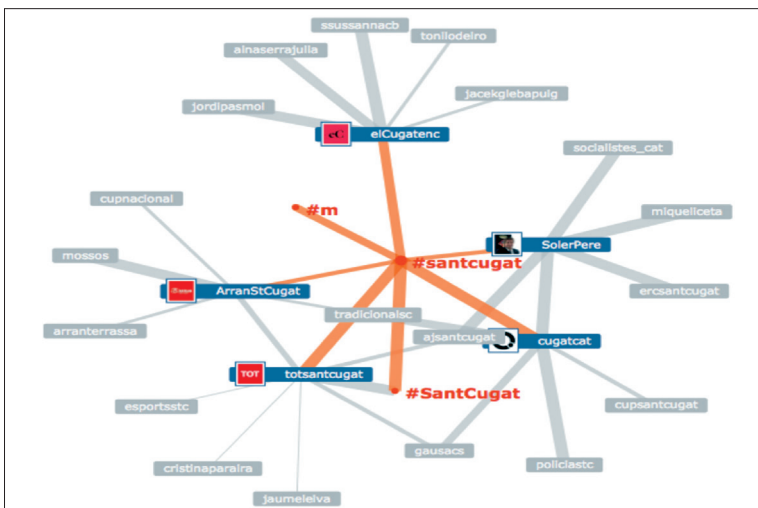 ssussannacb
tonilodeiro
ainaserrajulia
jordipasmol
jacekglebapuig
eC
elCugatenc
socialistes_cat
cupnacional
#m
miqueliceta
SolerPere
mossos
#santcugat
ArranStCugat
ercsantcugat
tradicionalsc
arranterrassa
ajsantcugat
cugatcat
TOT
totsantcugat
#SantCugat
esportsstc
cupsantcugat
gausacs
cristinaparaira
policiastc
jaumeleiva